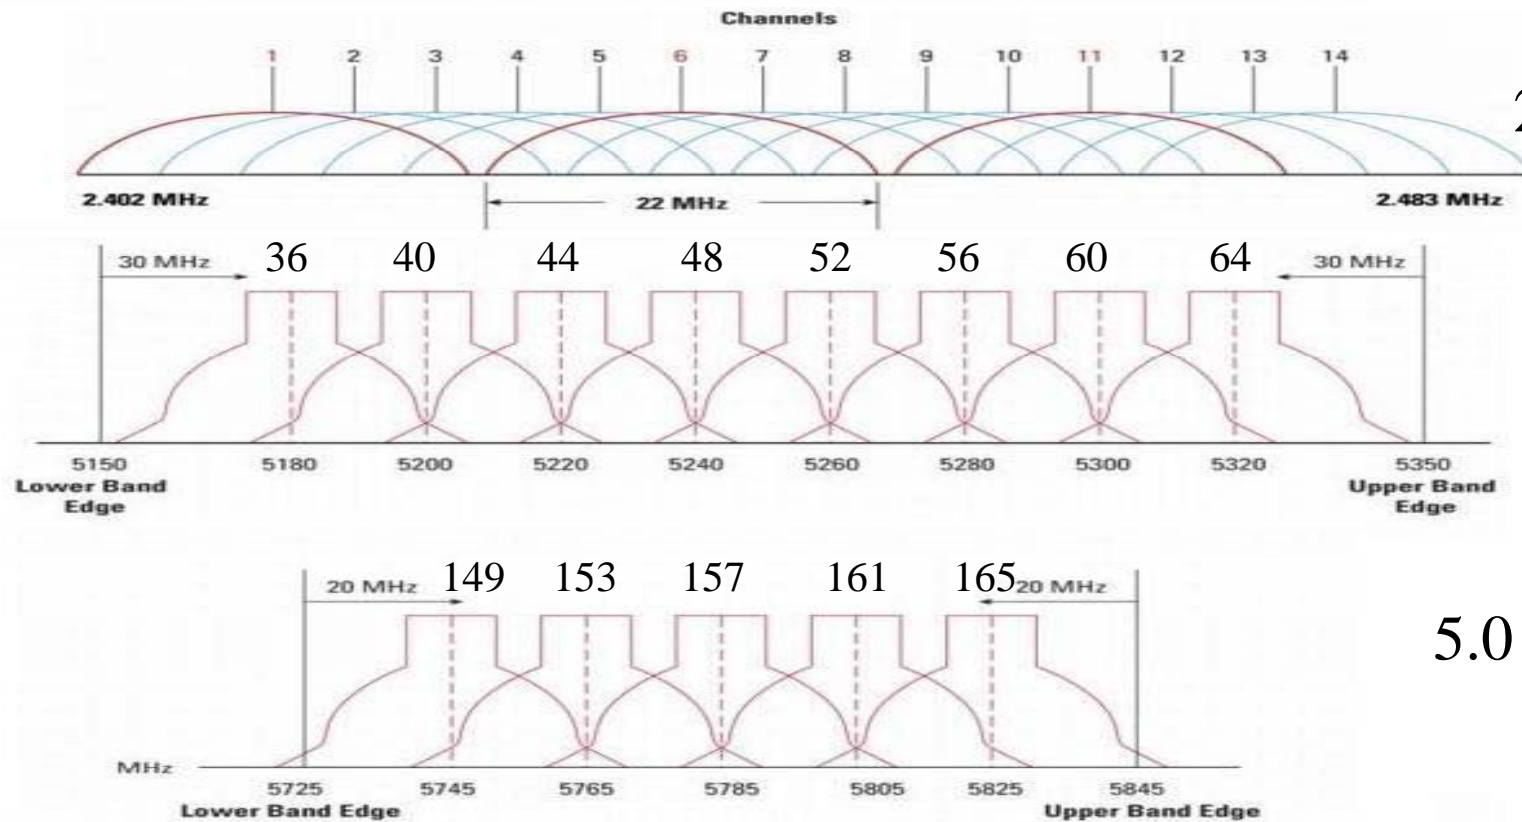 Channels
1 2 3 4 5 6 7 8 9 10 11 12 13 14
2.402 MHz 22 MHz 2.483 MHz
30 MHz 36 40 44 48 52 56 60 64 30 MHz
5150 5180 5200 5220 5240 5260 5280 5300 5320 5350
Lower Band Edge Upper Band Edge
20 MHz 149 153 157 161 165 20 MHz
5.0
MHz
5725 5745 5765 5785 5805 5825 5845
Lower Band Edge Upper Band Edge